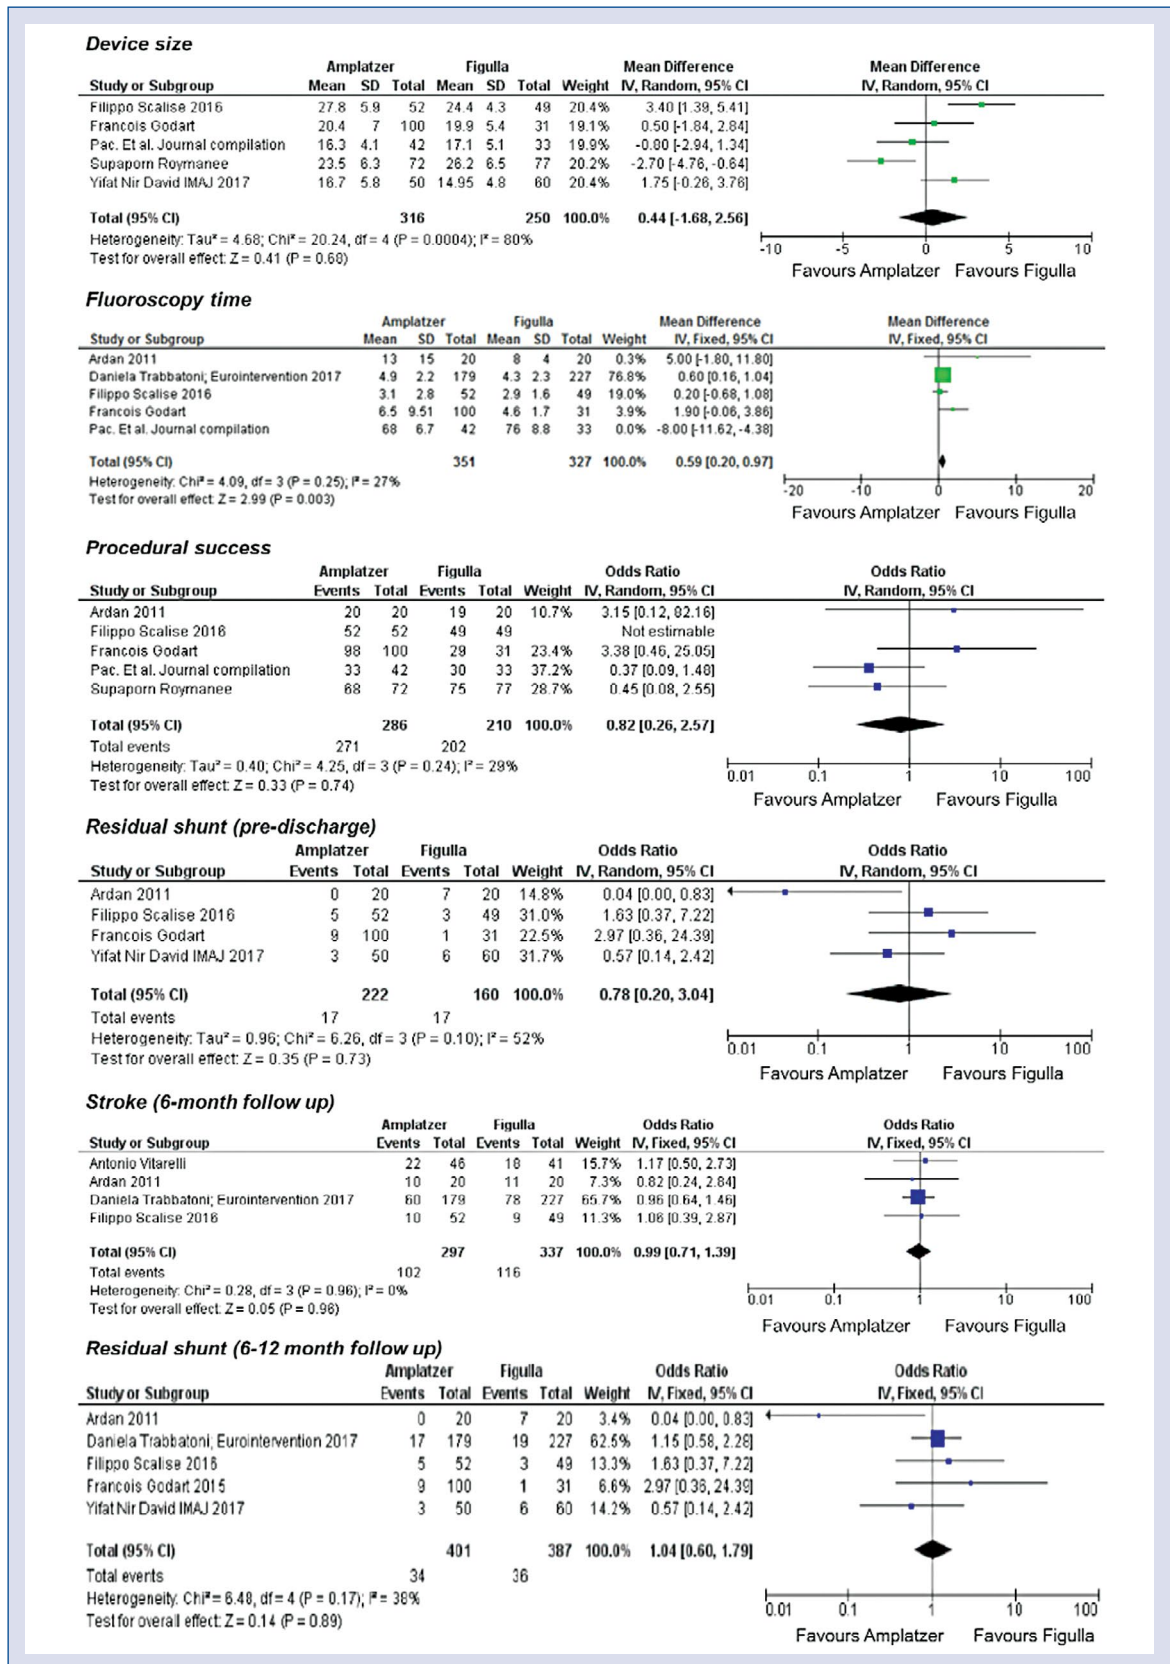 Device size
Amplatzer Figulla Mean Difference Mean Difference
Study or Subgroup Mean SD Total Mean SD Total Weight IV, Random, 95% CI IV, Random, 95% CI
Filippo Scalise 2016 27.8 5.9 52 24.4 4.3 49 20.4% 3.40 [1.39, 5.41]
Francois Godart 20.4 7 100 19.9 5.4 31 19.1% 0.50 [-1.84, 2.84]
Pac. Et al. Journal compilation 16.3 4.1 42 17.1 5.1 33 19.9% -0.80 [-2.94, 1.34]
Supaporn Roymanee 23.5 6.3 72 26.2 6.5 77 20.2% -2.70 [-4.76, -0.64]
Yifat Nir David IMAJ 2017 16.7 5.8 50 14.95 4.8 60 20.4% 1.75 [-0.26, 3.76]
Total (95% CI) 316 250 100.0% 0.44 [-1.68, 2.56]
Heterogeneity: Tau² = 4.68; Chi² = 20.24, df = 4 (P = 0.0004); I² = 80%
Test for overall effect: Z = 0.41 (P = 0.68)
-10 -5 0 5 10
Favours Amplatzer Favours Figulla
Fluoroscopy time
Amplatzer Figulla Mean Difference Mean Difference
Study or Subgroup Mean SD Total Mean SD Total Weight IV, Fixed, 95% CI IV, Fixed, 95% CI
Ardan 2011 13 15 20 8 4 20 0.3% 5.00 [-1.80, 11.80]
Daniela Trabbatoni; Eurointervention 2017 4.9 2.2 179 4.3 2.3 227 76.8% 0.60 [0.16, 1.04]
Filippo Scalise 2016 3.1 2.8 52 2.9 1.6 49 19.0% 0.20 [-0.68, 1.08]
Francois Godart 6.5 9.51 100 4.6 1.7 31 3.9% 1.90 [-0.06, 3.86]
Pac. Et al. Journal compilation 68 6.7 42 76 8.8 33 0.0% -8.00 [-11.62, -4.38]
Total (95% CI) 351 327 100.0% 0.59 [0.20, 0.97]
Heterogeneity: Chi² = 4.09, df = 3 (P = 0.25); I² = 27%
Test for overall effect: Z = 2.99 (P = 0.003)
-20 -10 0 10 20
Favours Amplatzer Favours Figulla
Procedural success
Amplatzer Figulla Odds Ratio Odds Ratio
Study or Subgroup Events Total Events Total Weight IV, Random, 95% CI IV, Random, 95% CI
Ardan 2011 20 20 19 20 10.7% 3.15 [0.12, 82.16]
Filippo Scalise 2016 52 52 49 49 Not estimable
Francois Godart 98 100 29 31 23.4% 3.38 [0.46, 25.05]
Pac. Et al. Journal compilation 33 42 30 33 37.2% 0.37 [0.09, 1.48]
Supaporn Roymanee 68 72 75 77 28.7% 0.45 [0.08, 2.55]
Total (95% CI) 286 210 100.0% 0.82 [0.26, 2.57]
Total events 271 202
Heterogeneity: Tau² = 0.40; Chi² = 4.25, df = 3 (P = 0.24); I² = 29%
Test for overall effect: Z = 0.33 (P = 0.74)
0.01 0.1 1 10 100
Favours Amplatzer Favours Figulla
Residual shunt (pre-discharge)
Amplatzer Figulla Odds Ratio Odds Ratio
Study or Subgroup Events Total Events Total Weight IV, Random, 95% CI IV, Random, 95% CI
Ardan 2011 0 20 7 20 14.8% 0.04 [0.00, 0.83]
Filippo Scalise 2016 5 52 3 49 31.0% 1.63 [0.37, 7.22]
Francois Godart 9 100 1 31 22.5% 2.97 [0.36, 24.39]
Yifat Nir David IMAJ 2017 3 50 6 60 31.7% 0.57 [0.14, 2.42]
Total (95% CI) 222 160 100.0% 0.78 [0.20, 3.04]
Total events 17 17
Heterogeneity: Tau² = 0.96; Chi² = 6.26, df = 3 (P = 0.10); I² = 52%
Test for overall effect: Z = 0.35 (P = 0.73)
0.01 0.1 1 10 100
Favours Amplatzer Favours Figulla
Stroke (6-month follow up)
Amplatzer Figulla Odds Ratio Odds Ratio
Study or Subgroup Events Total Events Total Weight IV, Fixed, 95% CI IV, Fixed, 95% CI
Antonio Vitarelli 22 46 18 41 15.7% 1.17 [0.50, 2.73]
Ardan 2011 10 20 11 20 7.3% 0.82 [0.24, 2.84]
Daniela Trabbatoni; Eurointervention 2017 60 179 78 227 65.7% 0.96 [0.64, 1.46]
Filippo Scalise 2016 10 52 9 49 11.3% 1.06 [0.39, 2.87]
Total (95% CI) 297 337 100.0% 0.99 [0.71, 1.39]
Total events 102 116
Heterogeneity: Chi² = 0.28, df = 3 (P = 0.96); I² = 0%
Test for overall effect: Z = 0.05 (P = 0.96)
0.01 0.1 1 10 100
Favours Amplatzer Favours Figulla
Residual shunt (6-12 month follow up)
Amplatzer Figulla Odds Ratio Odds Ratio
Study or Subgroup Events Total Events Total Weight IV, Fixed, 95% CI IV, Fixed, 95% CI
Ardan 2011 0 20 7 20 3.4% 0.04 [0.00, 0.83]
Daniela Trabbatoni; Eurointervention 2017 17 179 19 227 62.5% 1.15 [0.58, 2.28]
Filippo Scalise 2016 5 52 3 49 13.3% 1.63 [0.37, 7.22]
Francois Godart 2015 9 100 1 31 6.6% 2.97 [0.36, 24.39]
Yifat Nir David IMAJ 2017 3 50 6 60 14.2% 0.57 [0.14, 2.42]
Total (95% CI) 401 387 100.0% 1.04 [0.60, 1.79]
Total events 34 36
Heterogeneity: Chi² = 6.48, df = 4 (P = 0.17); I² = 38%
Test for overall effect: Z = 0.14 (P = 0.89)
0.01 0.1 1 10 100
Favours Amplatzer Favours Figulla